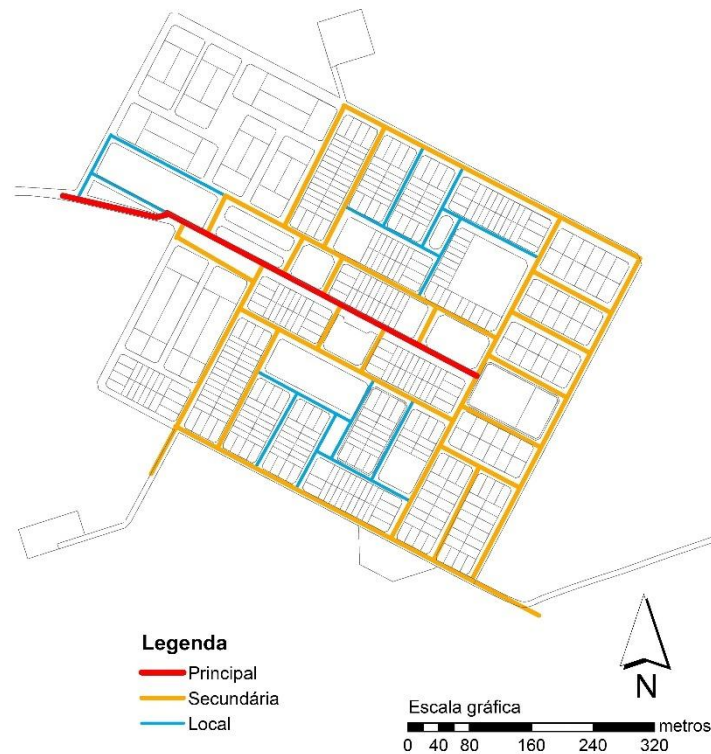 Legenda
Principal
Secundária
Local
N
Escala gráfica
metros
0 40 80 160 240 320